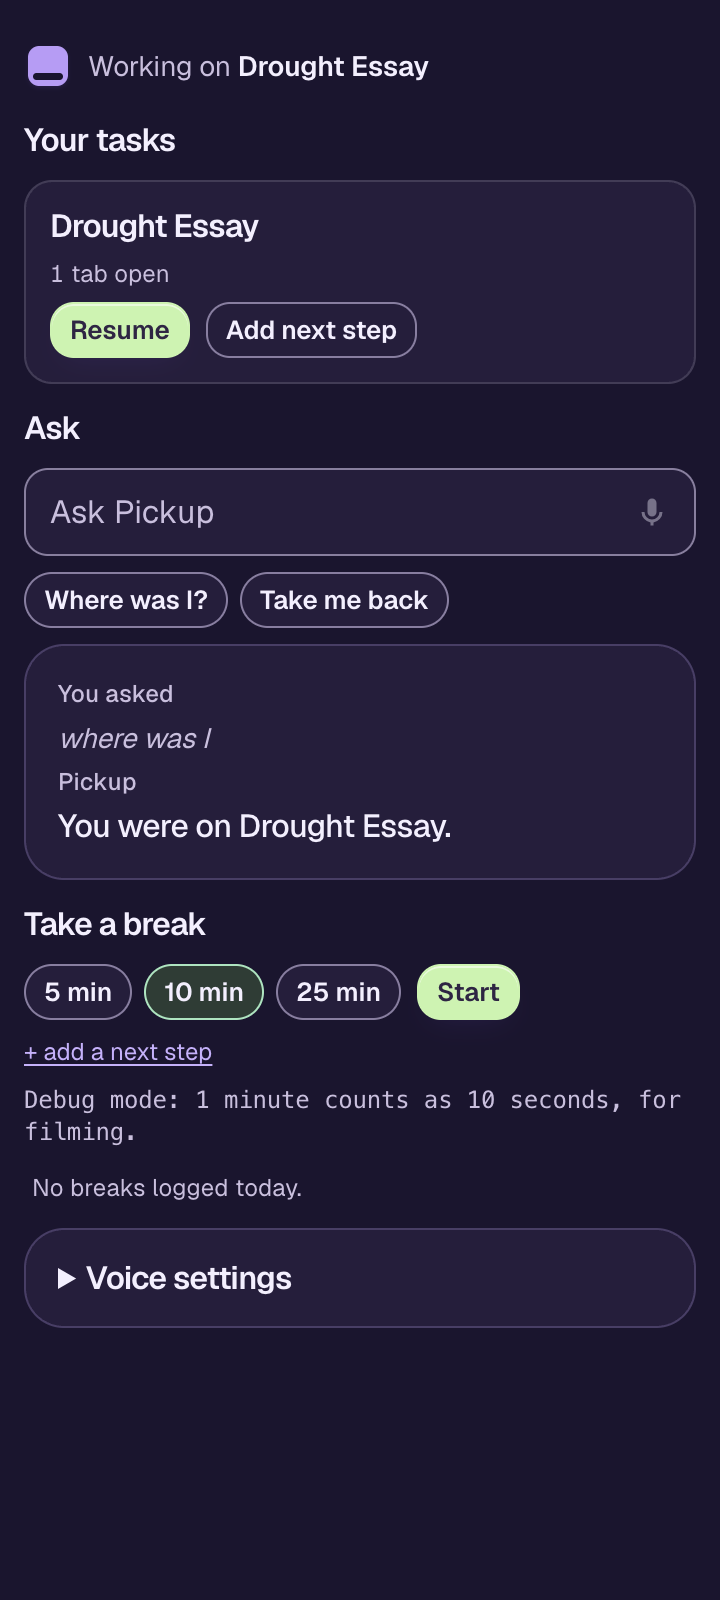 Working on Drought Essay
Your tasks
Drought Essay
1 tab open
Resume
Add next step
Ask
Ask Pickup
Where was I?
Take me back
You asked
where was I
Pickup
You were on Drought Essay.
Take a break
5 min
10 min
25 min
Start
+ add a next step
Debug mode: 1 minute counts as 10 seconds, for
filming.
No breaks logged today.
Voice settings